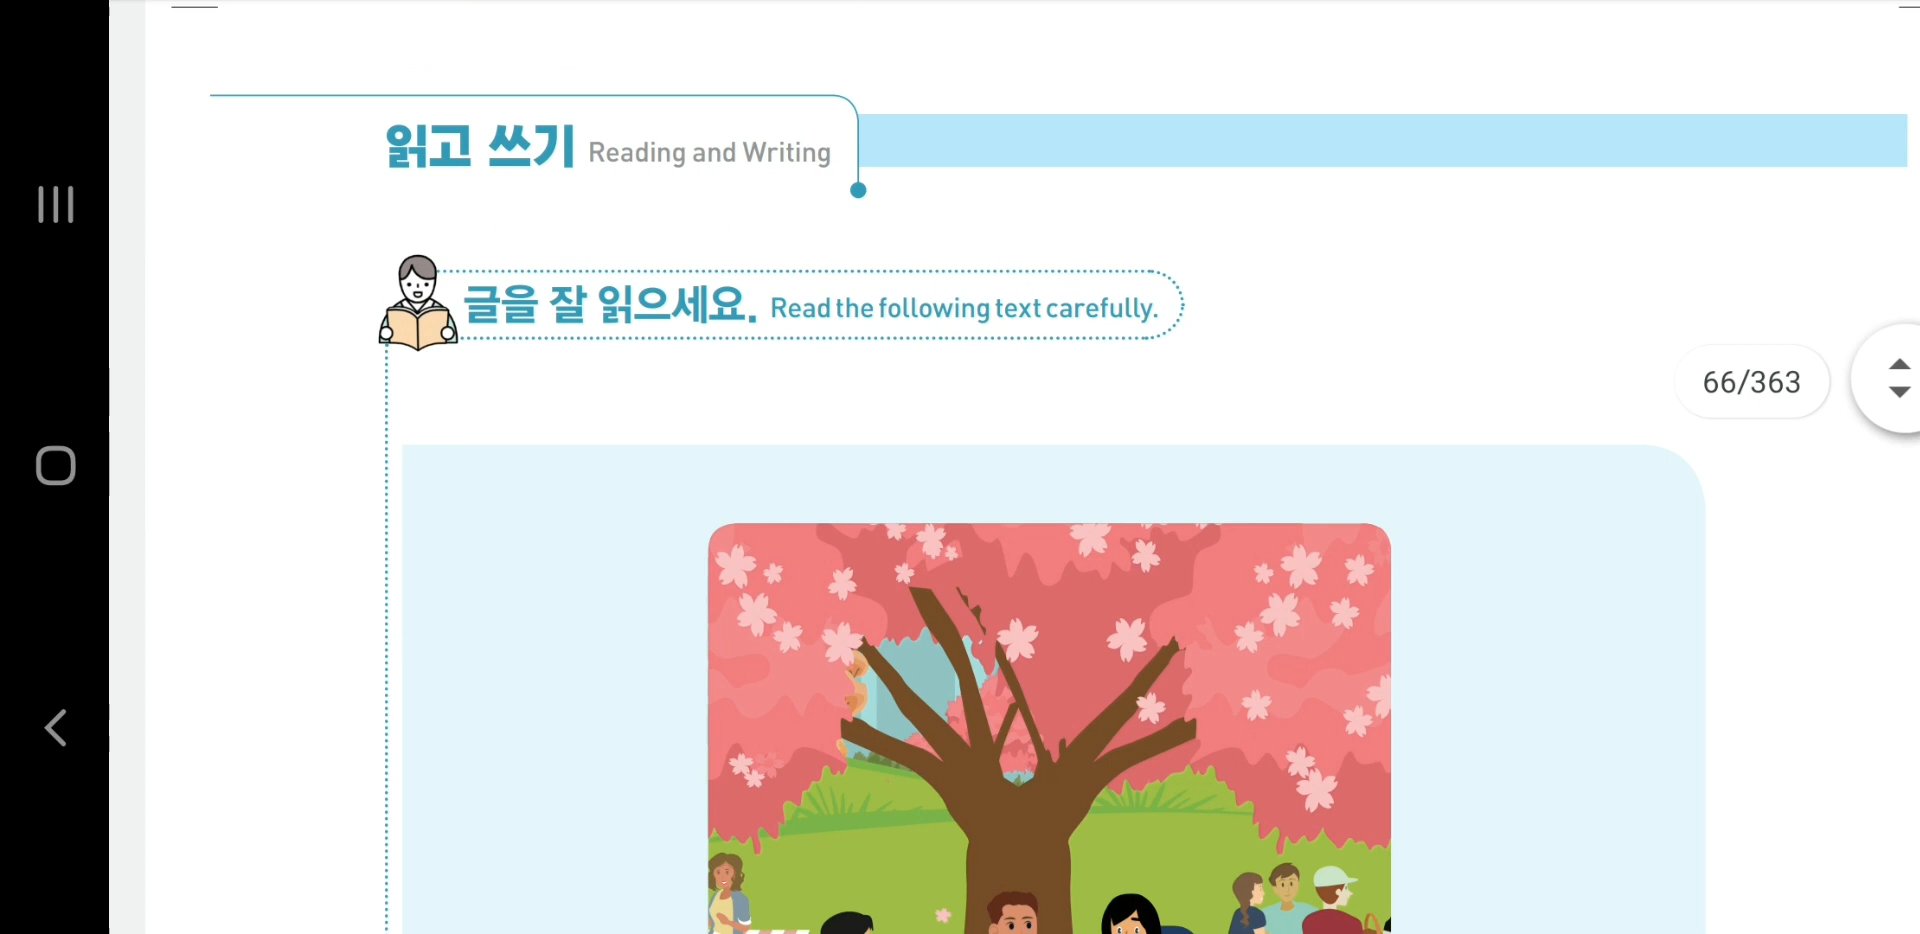 읽고 쓰기 Reading and Writing
글을 잘 읽으세요. Read the following text carefully.
66/363